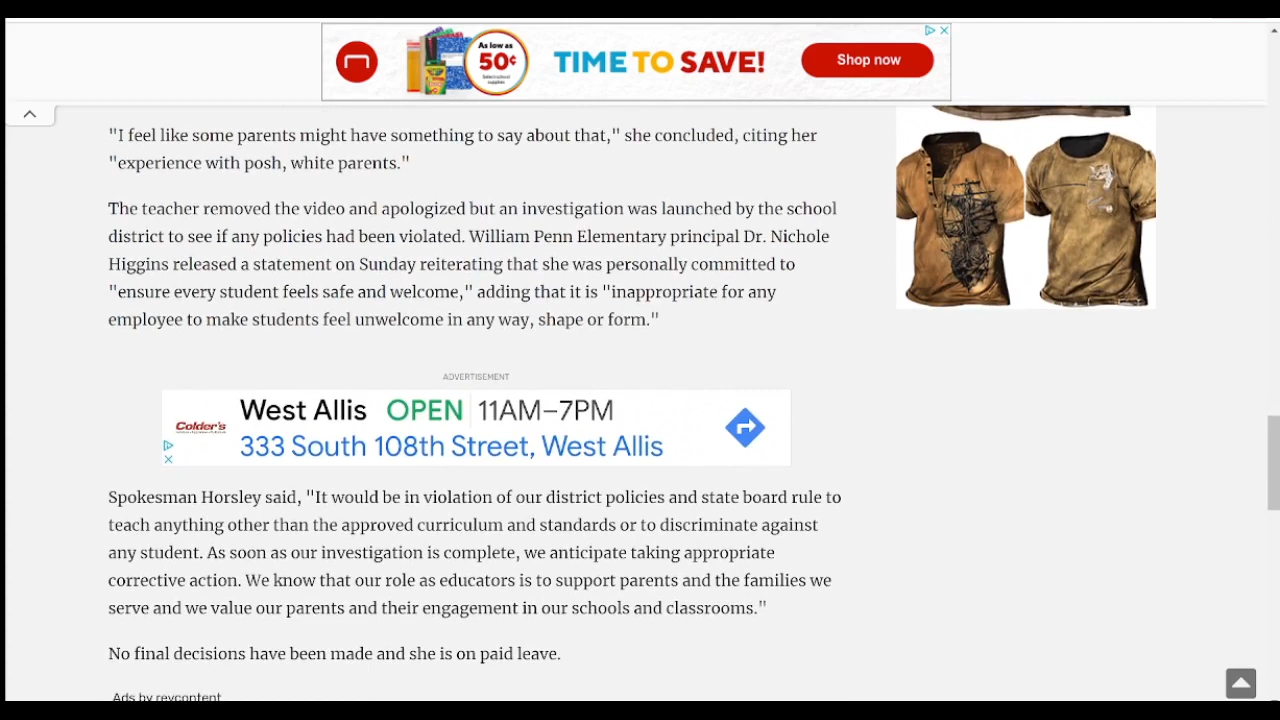 As low as
50¢
Select school
supplies
TIME TO SAVE!
Shop now
"I feel like some parents might have something to say about that," she concluded, citing her
"experience with posh, white parents."
The teacher removed the video and apologized but an investigation was launched by the school
district to see if any policies had been violated. William Penn Elementary principal Dr. Nichole
Higgins released a statement on Sunday reiterating that she was personally committed to
"ensure every student feels safe and welcome," adding that it is "inappropriate for any
employee to make students feel unwelcome in any way, shape or form."
ADVERTISEMENT
Colder's
West Allis OPEN 11AM–7PM
333 South 108th Street, West Allis
Spokesman Horsley said, "It would be in violation of our district policies and state board rule to
teach anything other than the approved curriculum and standards or to discriminate against
any student. As soon as our investigation is complete, we anticipate taking appropriate
corrective action. We know that our role as educators is to support parents and the families we
serve and we value our parents and their engagement in our schools and classrooms."
No final decisions have been made and she is on paid leave.
Ads by revcontent